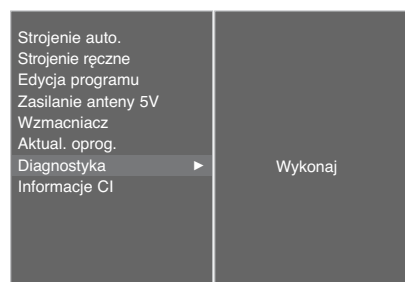 Strojenie auto.
Strojenie ręczne
Edycja programu
Zasilanie anteny 5V
Wzmacniacz
Aktual. oprog.
Diagnostyka ►
Wykonaj
Informacje CI